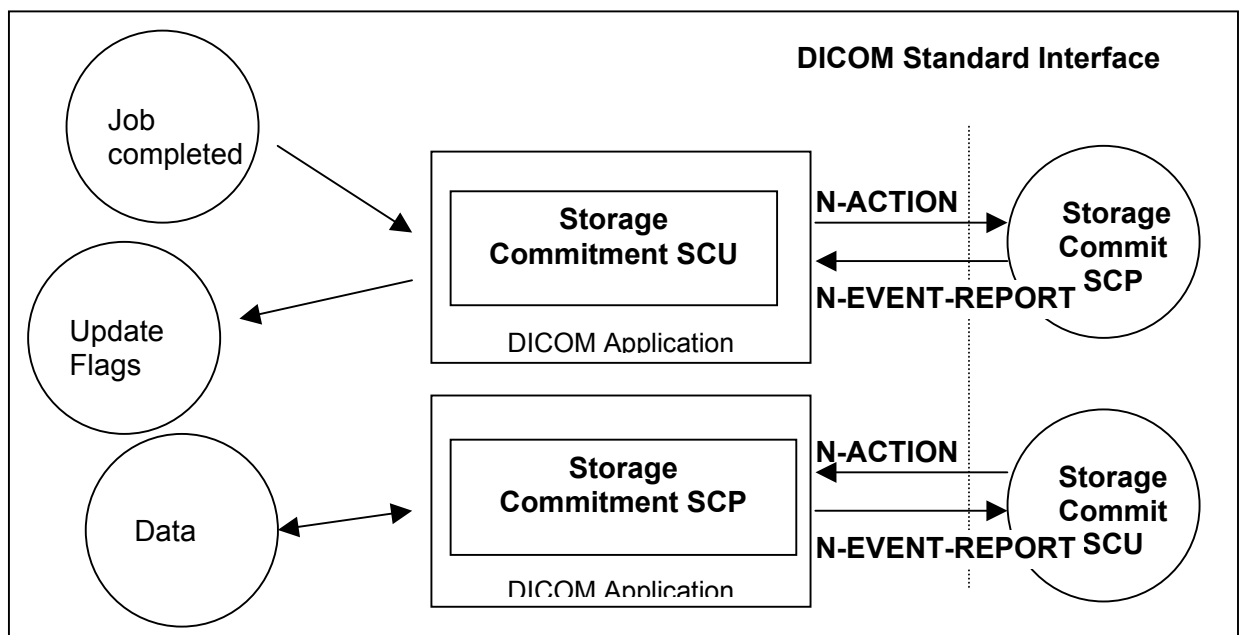 DICOM Standard Interface
Job
completed
Storage
Commitment SCU
DICOM Application
N-ACTION
N-EVENT-REPORT
Storage
Commit
SCP
Update
Flags
Storage
Commitment SCP
DICOM Application
N-ACTION
N-EVENT-REPORT
Storage
Commit
SCU
Data